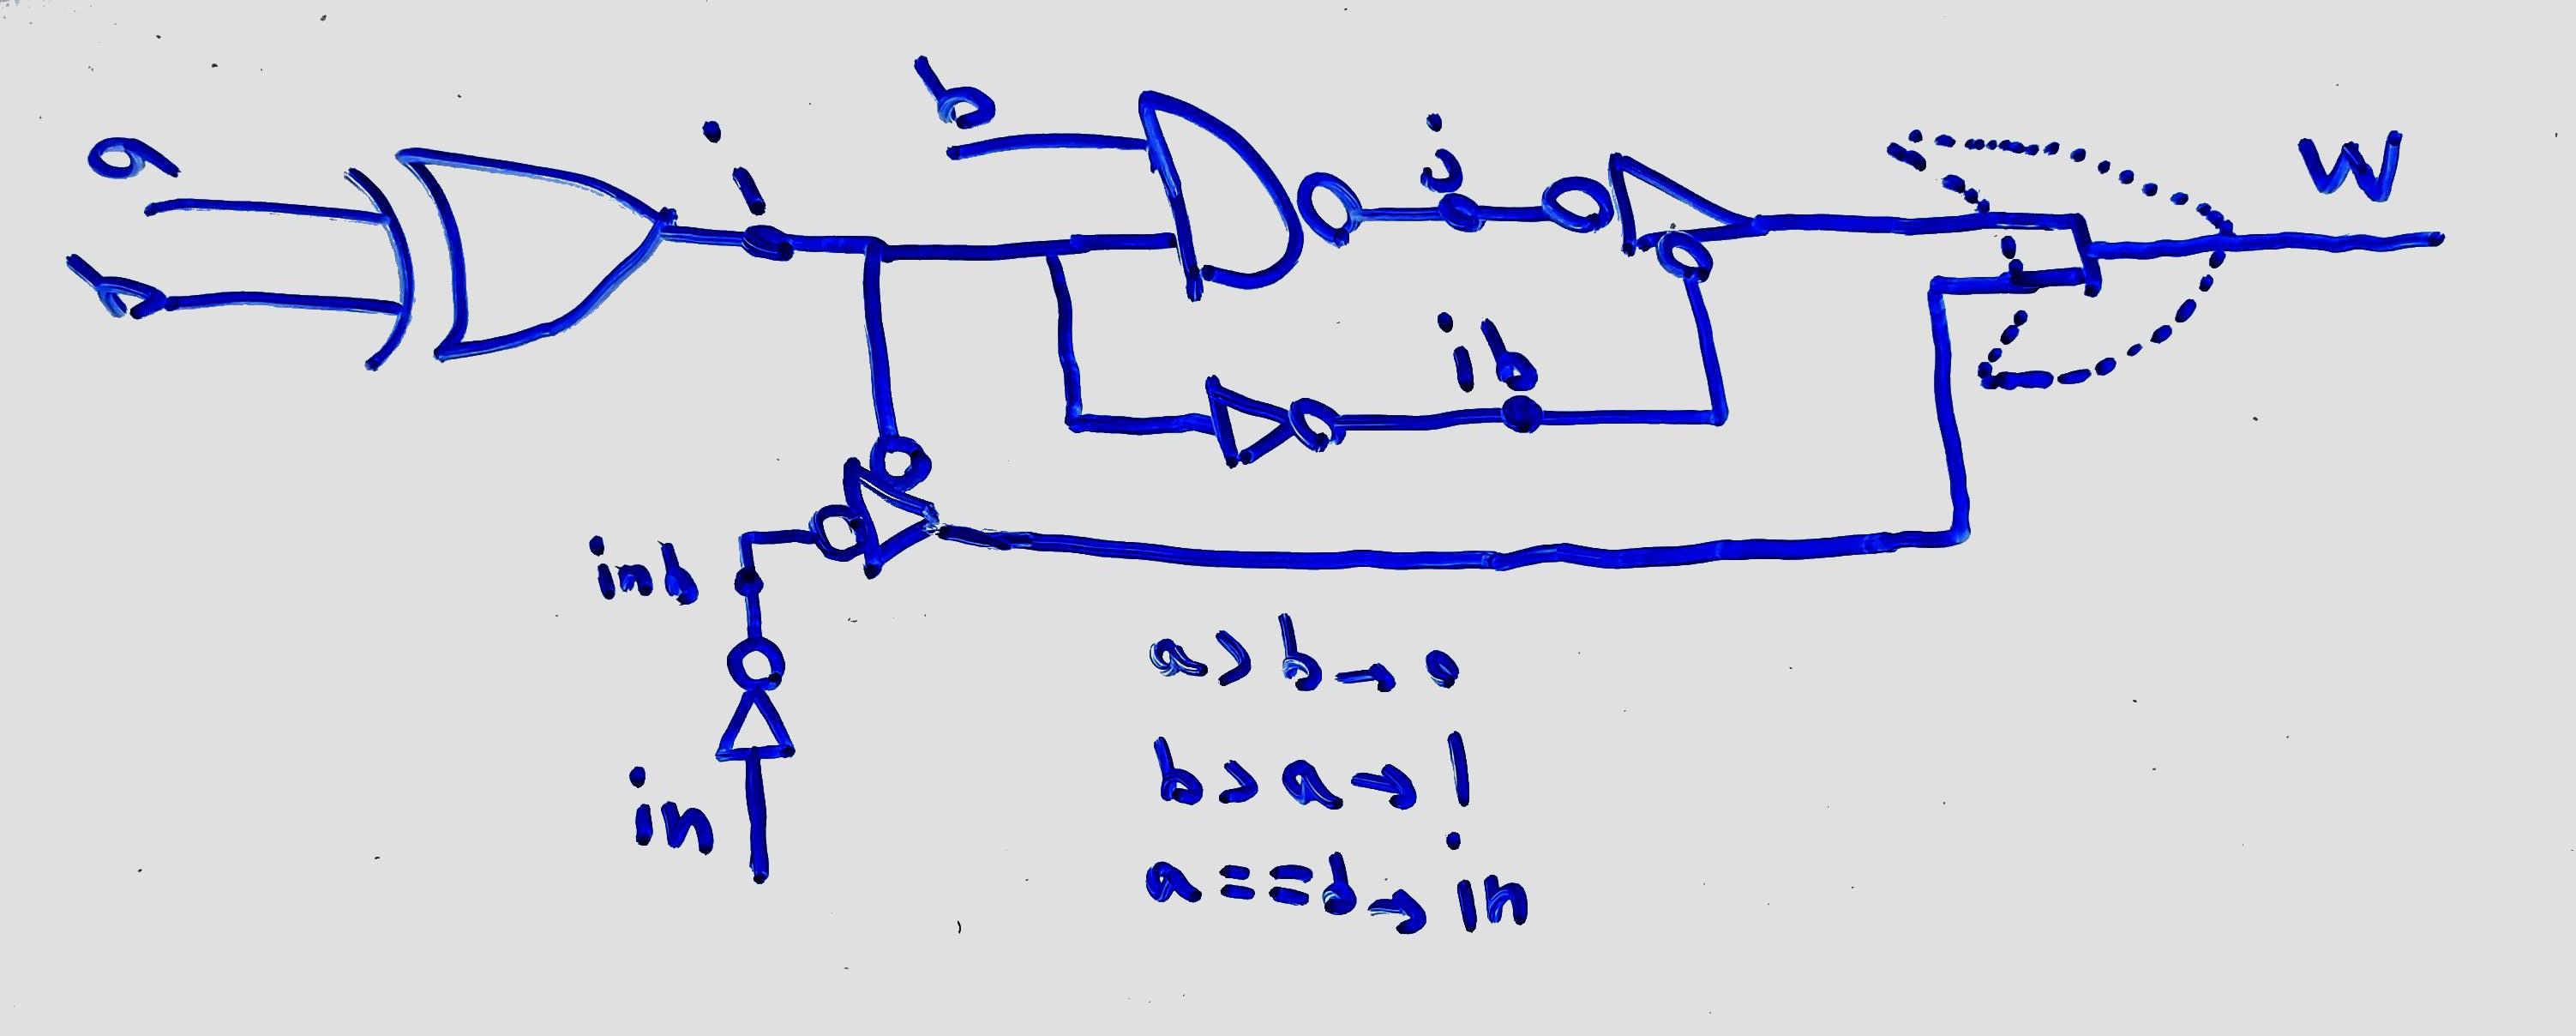 a
b
i
b
j
ib
w
inb
in
a > b → 0
b > a → 1
a == b → in